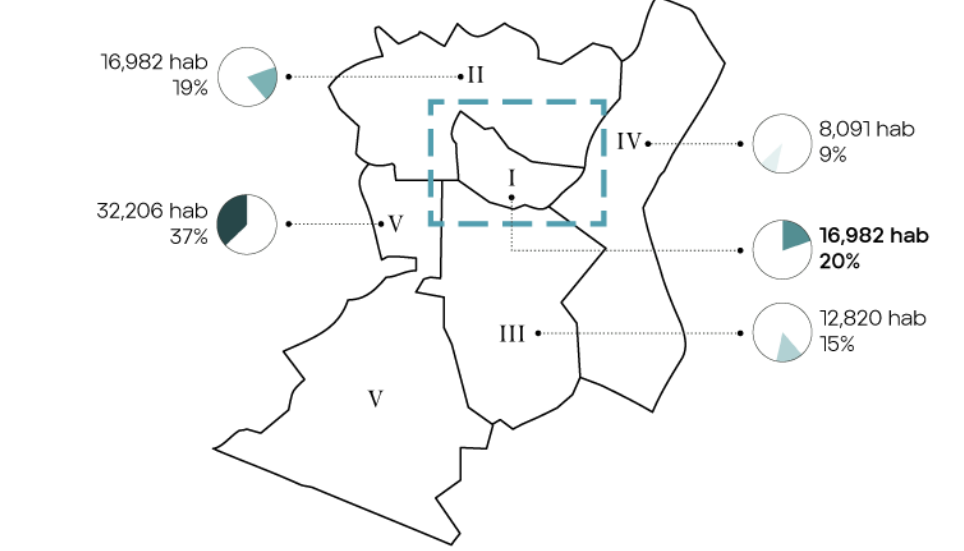 16,982 hab
19%
II
IV
8,091 hab
9%
I
32,206 hab
37%
V
16,982 hab
20%
III
12,820 hab
15%
V